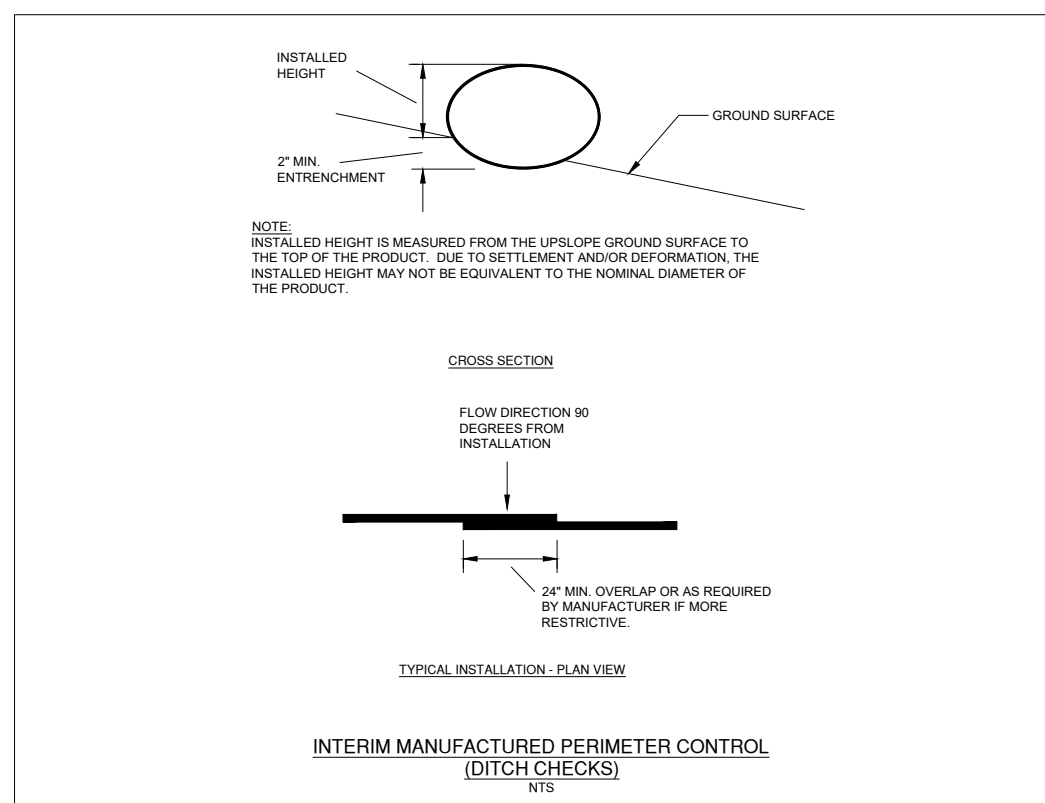 INSTALLED
HEIGHT
GROUND SURFACE
2" MIN.
ENTRENCHMENT
NOTE:
INSTALLED HEIGHT IS MEASURED FROM THE UPSLOPE GROUND SURFACE TO
THE TOP OF THE PRODUCT.  DUE TO SETTLEMENT AND/OR DEFORMATION, THE
INSTALLED HEIGHT MAY NOT BE EQUIVALENT TO THE NOMINAL DIAMETER OF
THE PRODUCT.
CROSS SECTION
FLOW DIRECTION 90
DEGREES FROM
INSTALLATION
24" MIN. OVERLAP OR AS REQUIRED
BY MANUFACTURER IF MORE
RESTRICTIVE.
TYPICAL INSTALLATION - PLAN VIEW
INTERIM MANUFACTURED PERIMETER CONTROL
(DITCH CHECKS)
NTS